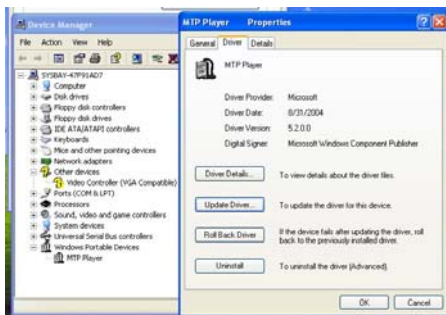 Device Manager
File Action View Help
SYSBAY-47P91AD7
Computer
Disk drives
Floppy disk controllers
Floppy disk drives
IDE ATA/ATAPI controllers
Keyboards
Mice and other pointing devices
Network adapters
Other devices
Video Controller (VGA Compatible)
Ports (COM & LPT)
Processors
Sound, video and game controllers
System devices
Universal Serial Bus controllers
Windows Portable Devices
MTP Player
MTP Player Properties
General Driver Details
MTP Player
Driver Provider: Microsoft
Driver Date: 8/31/2004
Driver Version: 5.2.0.0
Digital Signer: Microsoft Windows Component Publisher
Driver Details... To view details about the driver files.
Update Driver... To update the driver for this device.
Roll Back Driver If the device fails after updating the driver, roll
back to the previously installed driver.
Uninstall To uninstall the driver (Advanced).
OK Cancel